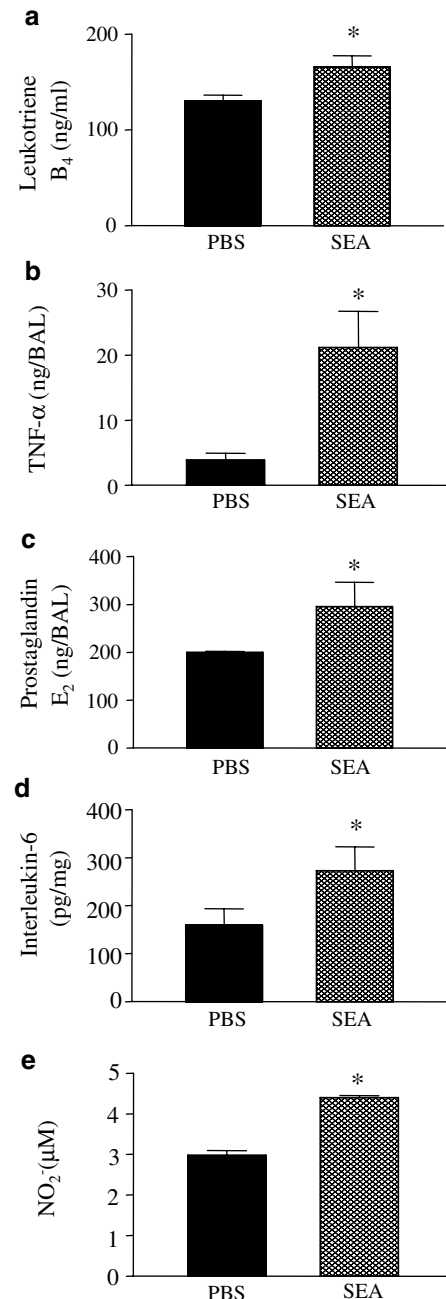 a
Leukotriene
B4 (ng/ml)
200
100
0
*
PBS SEA
b
TNF-α (ng/BAL)
30
20
10
0
*
PBS SEA
c
Prostaglandin
E2 (ng/BAL)
400
300
200
100
0
*
PBS SEA
d
Interleukin-6
(pg/mg)
400
300
200
100
0
*
PBS SEA
e
NO2-(μM)
5
4
3
2
1
0
*
PBS SEA